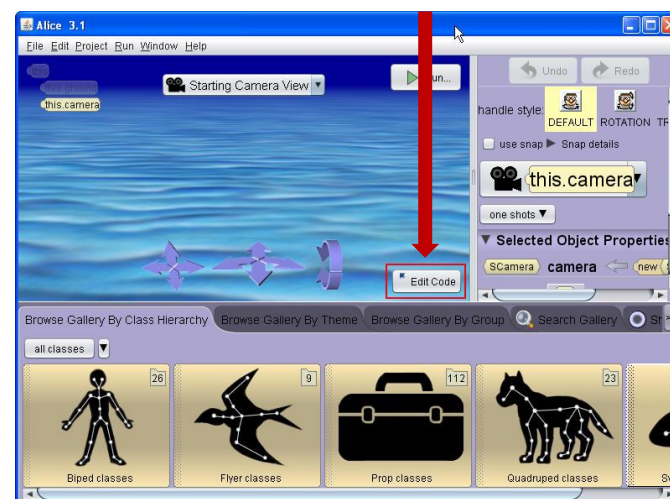 Alice 3.1
File Edit Project Run Window Help
this.ground
this.camera
Starting Camera View
Undo Redo
handle style:
DEFAULT ROTATION
use snap Snap details
this.camera
one shots
Selected Object Properties
SCamera camera new
Edit Code
Browse Gallery By Class Hierarchy Browse Gallery By Theme Browse Gallery By Group Search Gallery
all classes
26 9 112 23
Biped classes Flyer classes Prop classes Quadruped classes